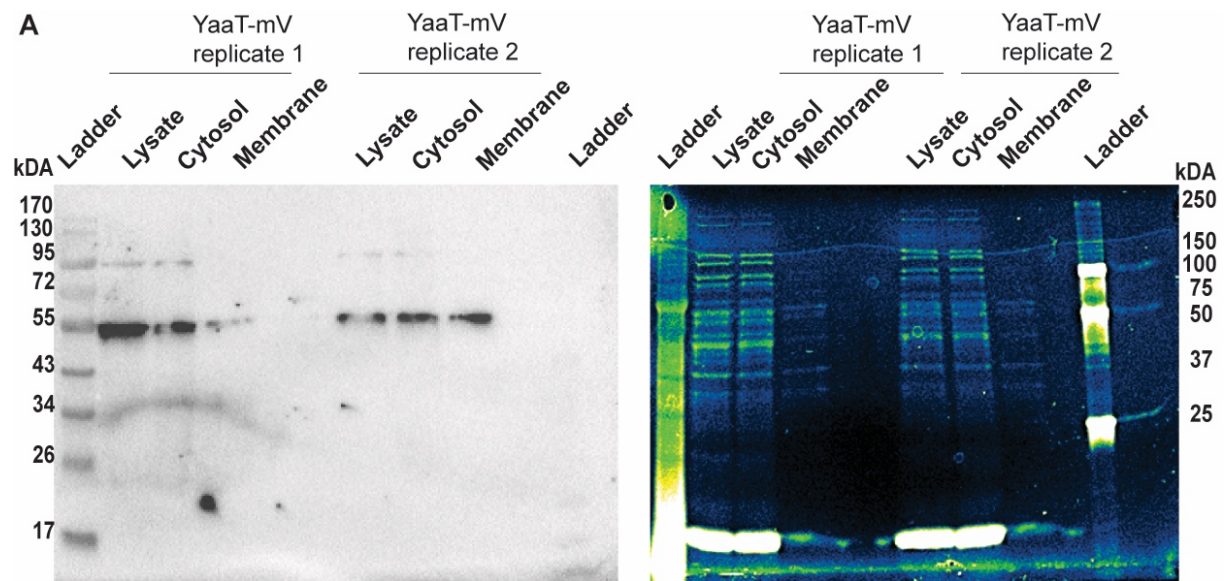 A
YaaT-mV
replicate 1
YaaT-mV
replicate 2
YaaT-mV
replicate 1
YaaT-mV
replicate 2
Ladder
Lysate
Cytosol
Membrane
Lysate
Cytosol
Membrane
Ladder
Ladder
Lysate
Cytosol
Membrane
Lysate
Cytosol
Membrane
Ladder
kDA
170
130
95
72
55
43
34
26
17
kDA
250
150
100
75
50
37
25